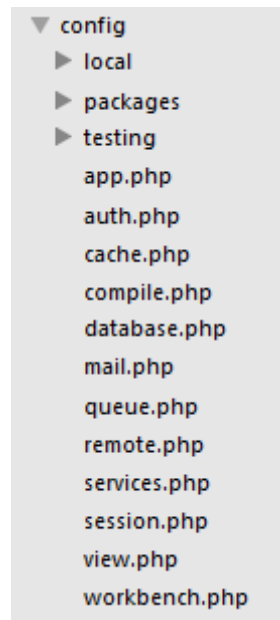 config
local
packages
testing
app.php
auth.php
cache.php
compile.php
database.php
mail.php
queue.php
remote.php
services.php
session.php
view.php
workbench.php